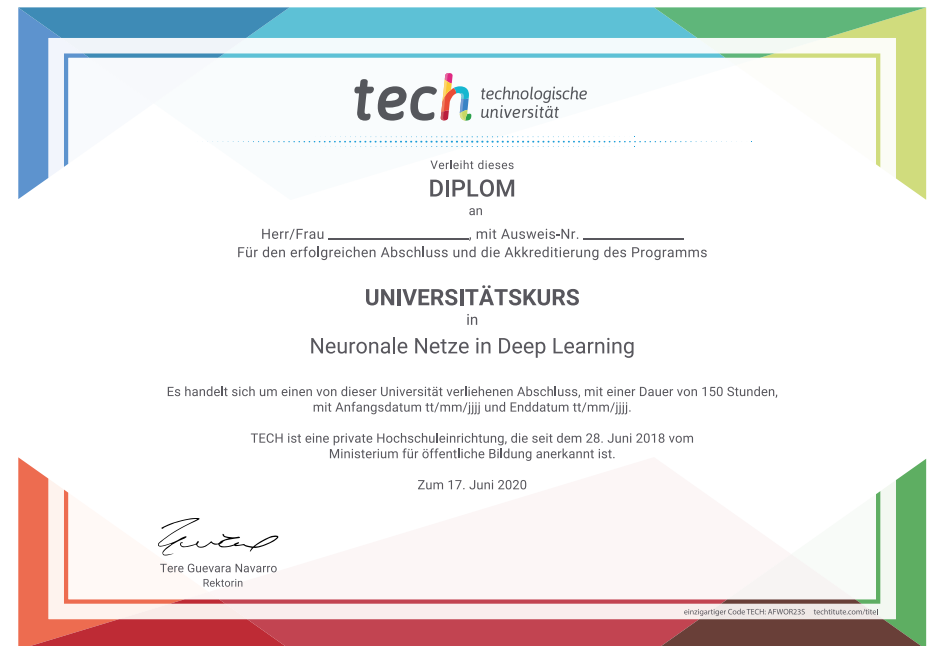 tech technologische
universität
Verleiht dieses
DIPLOM
an
Herr/Frau ____________________, mit Ausweis-Nr. ______________
Für den erfolgreichen Abschluss und die Akkreditierung des Programms
UNIVERSITÄTSKURS
in
Neuronale Netze in Deep Learning
Es handelt sich um einen von dieser Universität verliehenen Abschluss, mit einer Dauer von 150 Stunden,
mit Anfangsdatum tt/mm/jjjj und Enddatum tt/mm/jjjj.
TECH ist eine private Hochschuleinrichtung, die seit dem 28. Juni 2018 vom
Ministerium für öffentliche Bildung anerkannt ist.
Zum 17. Juni 2020
Tere Guevara Navarro
Rektorin
einzigartiger Code TECH: AFWOR23S techtitute.com/titel